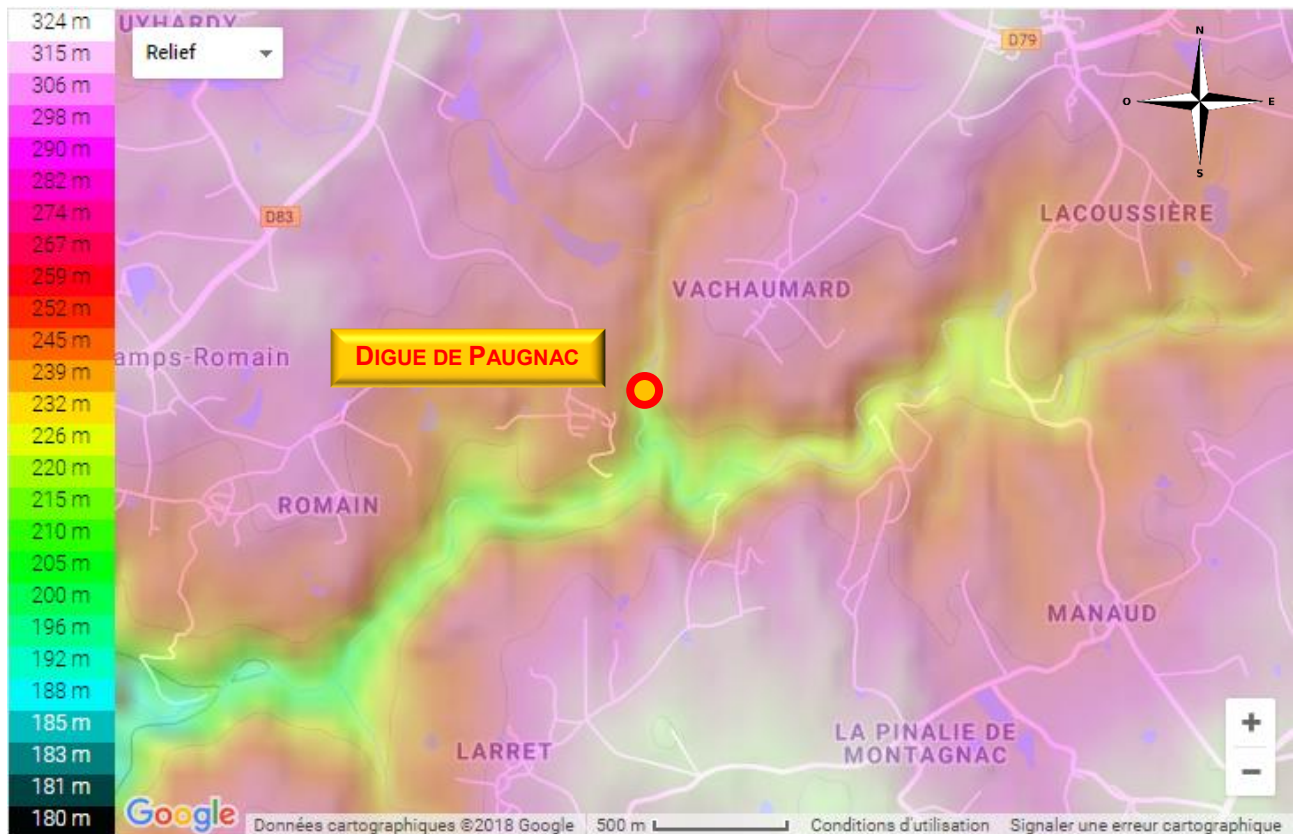 324 m
315 m
306 m
298 m
290 m
282 m
274 m
267 m
259 m
252 m
245 m
239 m
232 m
226 m
220 m
215 m
210 m
205 m
200 m
196 m
192 m
188 m
185 m
183 m
181 m
180 m
UYHARDY
Relief
D79
N
O
E
S
D83
LACOUSSIÈRE
VACHAUMARD
DIGUE DE PAUGNAC
amps-Romain
ROMAIN
MANAUD
LARRET
LA PINALIE DE
MONTAGNAC
+
−
Google
Données cartographiques ©2018 Google
500 m
Conditions d'utilisation
Signaler une erreur cartographique